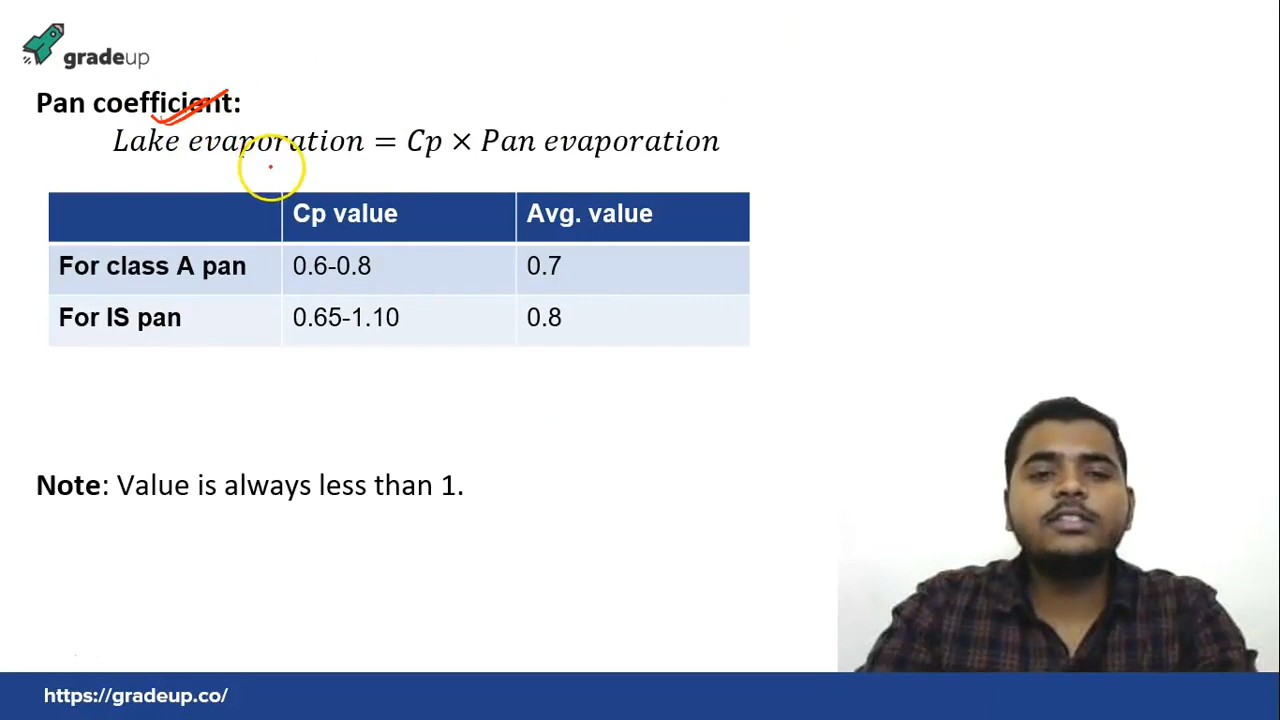 gradeup
Pan coefficient:
Lake evaporation = Cp × Pan evaporation
Cp value Avg. value
For class A pan 0.6-0.8 0.7
For IS pan 0.65-1.10 0.8
Note: Value is always less than 1.
https://gradeup.co/